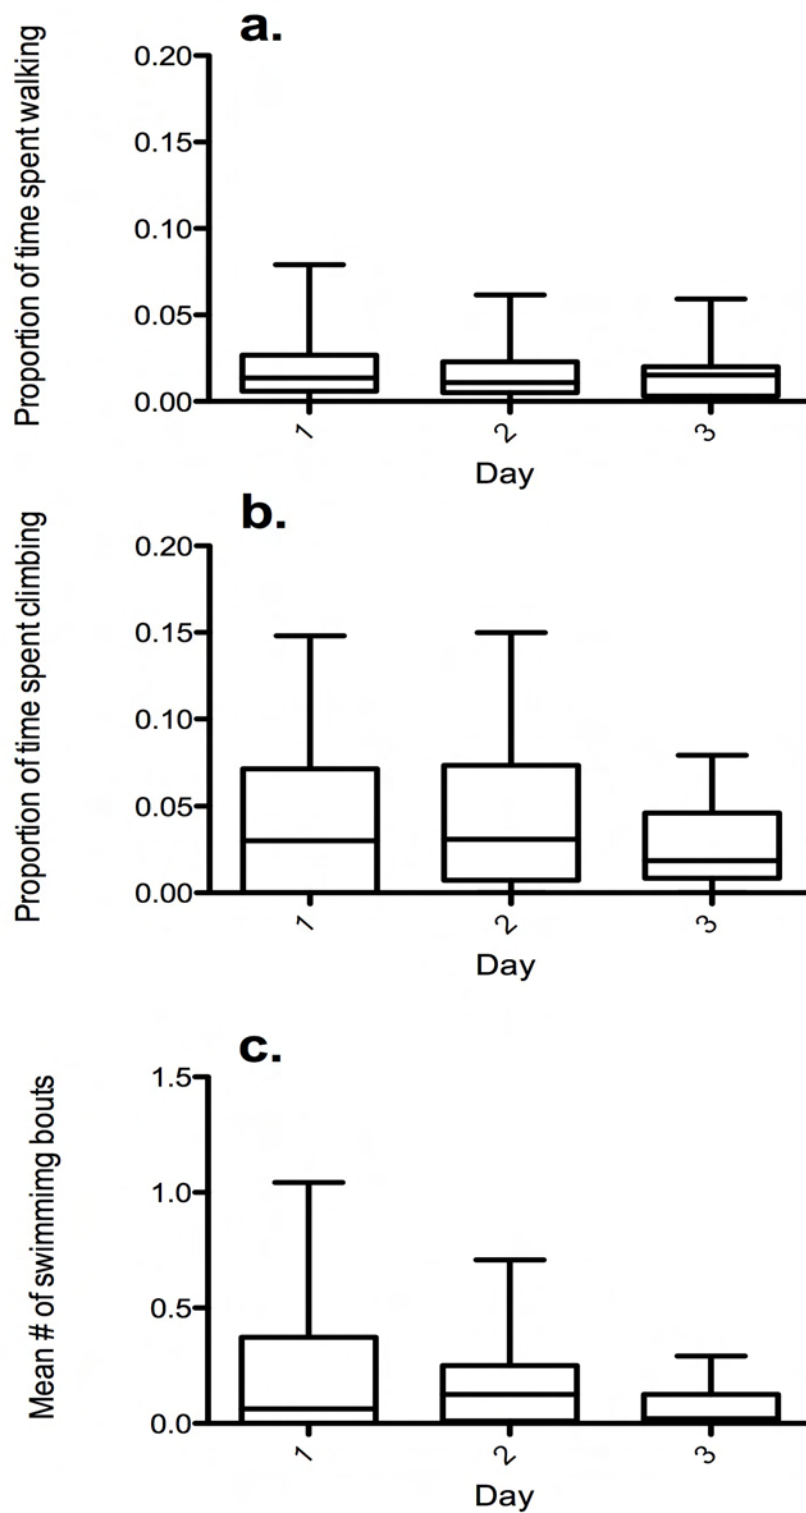 a.
Proportion of time spent walking
0.20
0.15
0.10
0.05
0.00
1
2
3
Day
b.
Proportion of time spent climbing
0.20
0.15
0.10
0.05
0.00
1
2
3
Day
c.
Mean # of swimmimg bouts
1.5
1.0
0.5
0.0
1
2
3
Day